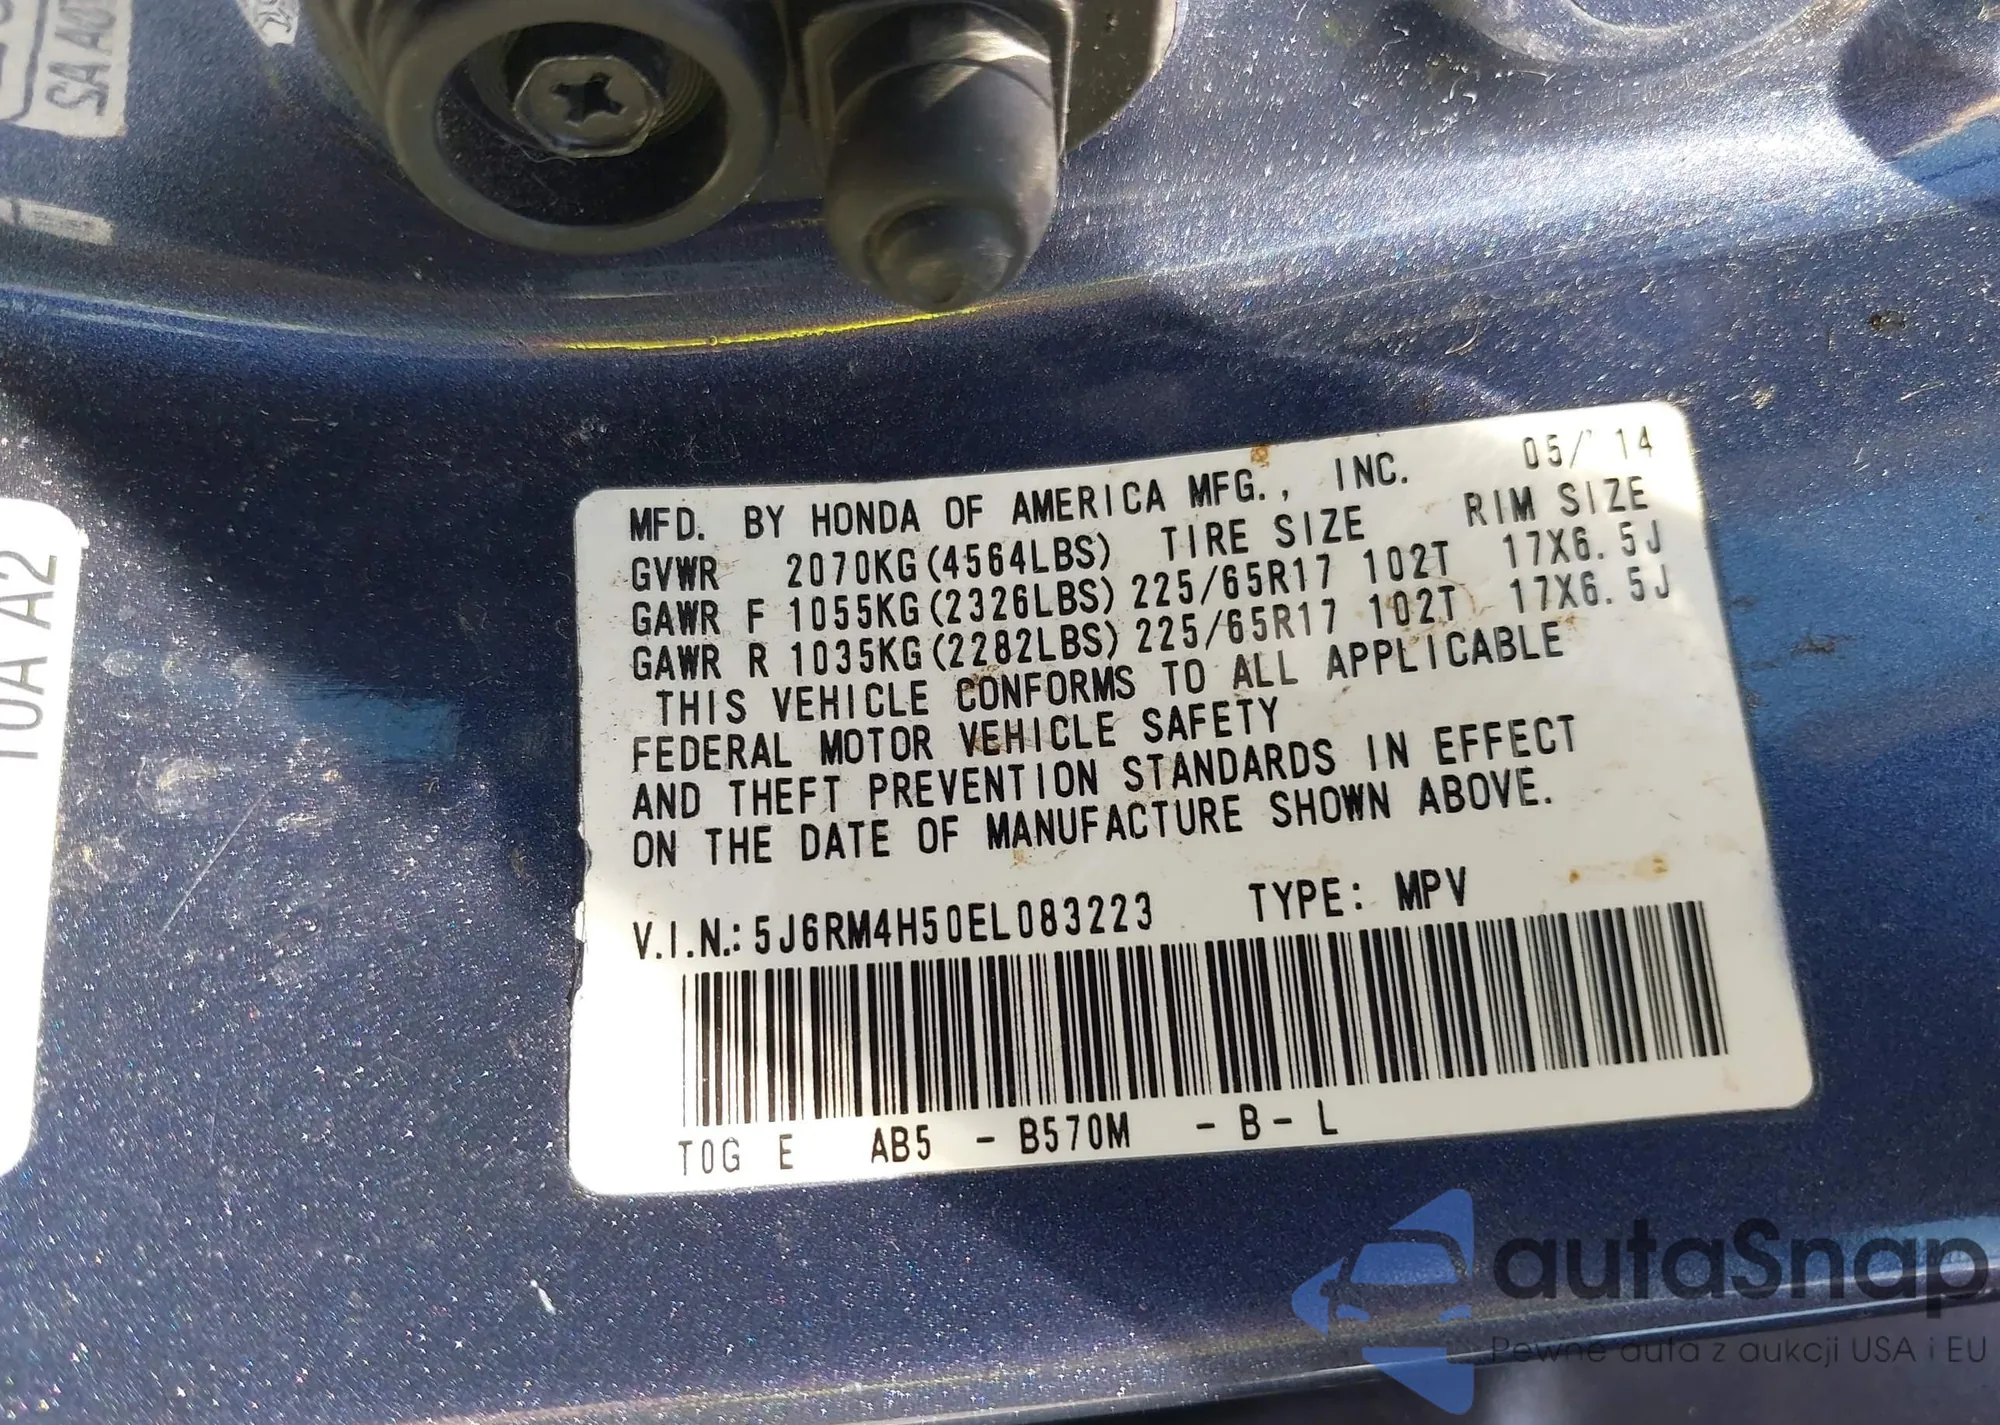 SA AUT
10A A2
MFD. BY HONDA OF AMERICA MFG., INC. 05/ 14
GVWR 2070KG(4564LBS) TIRE SIZE RIM SIZE
GAWR F 1055KG(2326LBS) 225/65R17 102T 17X6.5J
GAWR R 1035KG(2282LBS) 225/65R17 102T 17X6.5J
THIS VEHICLE CONFORMS TO ALL APPLICABLE
FEDERAL MOTOR VEHICLE SAFETY
AND THEFT PREVENTION STANDARDS IN EFFECT
ON THE DATE OF MANUFACTURE SHOWN ABOVE.
V.I.N.: 5J6RM4H50EL083223 TYPE: MPV
T0G E AB5 - B570M - B - L
autaSnap
Pewne auta z aukcji USA i EU